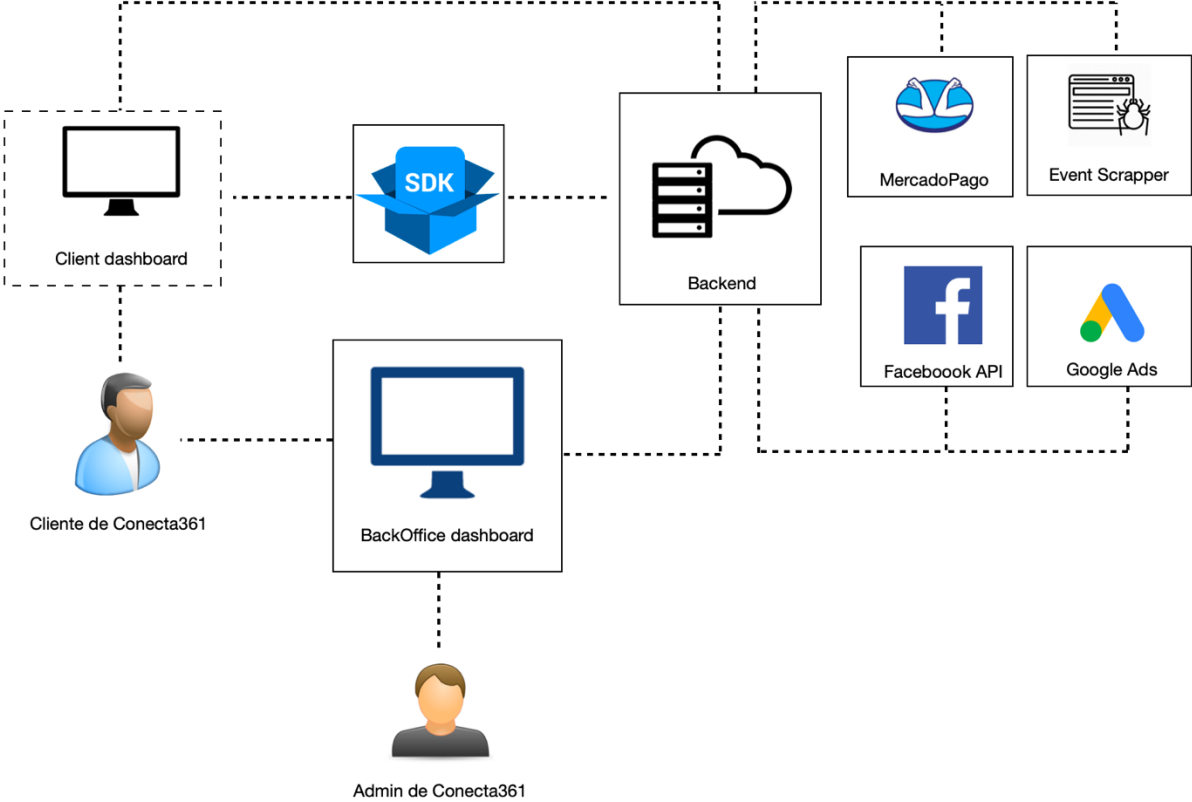 SDK
MercadoPago
Event Scrapper
Client dashboard
Backend
Faceboook API
Google Ads
Cliente de Conecta361
BackOffice dashboard
Admin de Conecta361